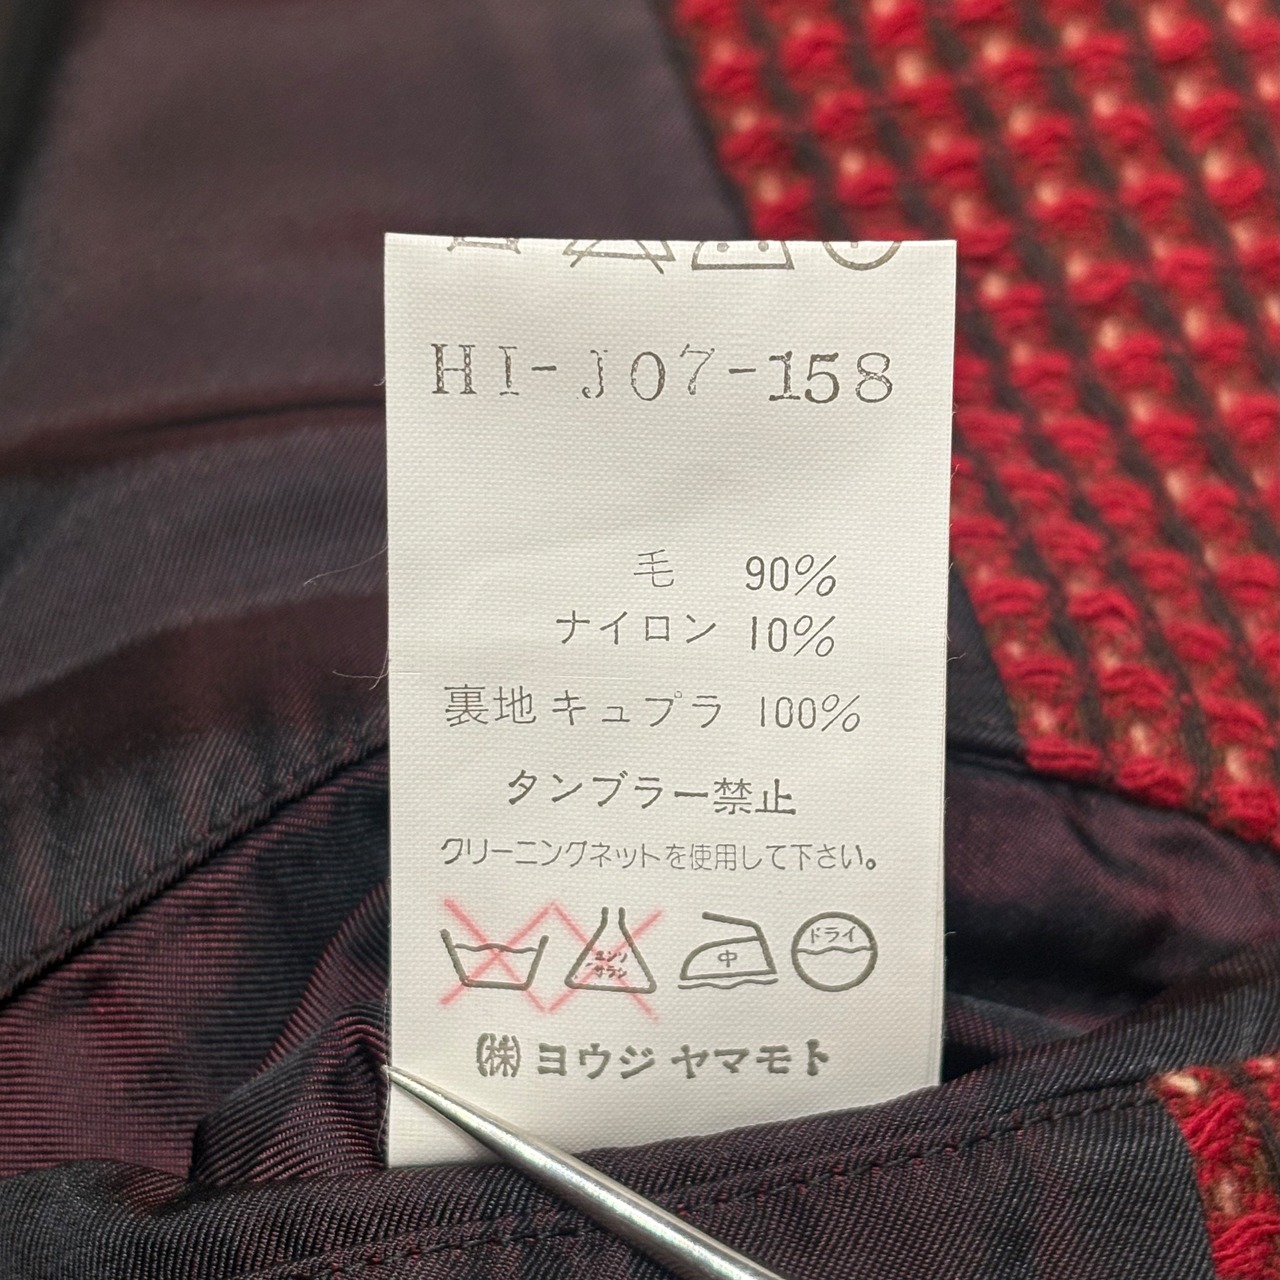 HI-J07-158
毛 90%
ナイロン 10%
裏地 キュプラ 100%
タンブラー禁止
クリーニングネットを使用して下さい。
エンソ
サラシ
中
ドライ
㈱ ヨウジ ヤマモト